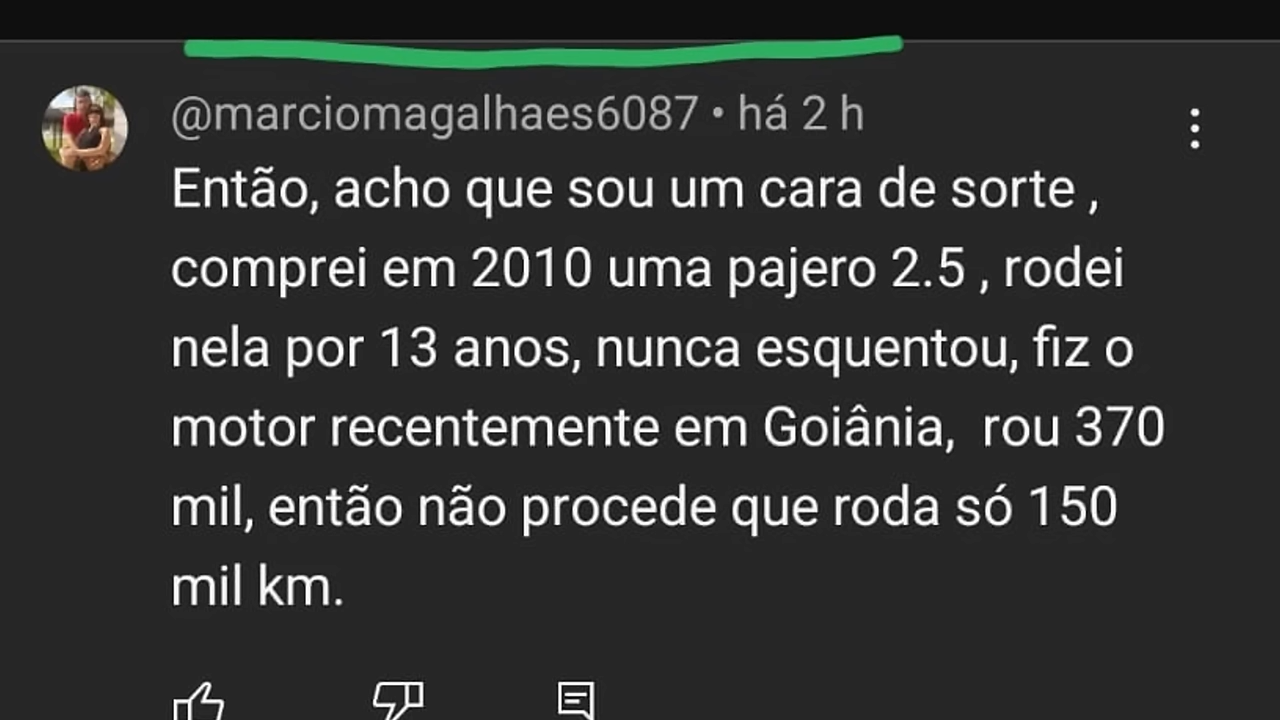 @marciomagalhaes6087 • há 2 h
Então, acho que sou um cara de sorte ,
comprei em 2010 uma pajero 2.5 , rodei
nela por 13 anos, nunca esquentou, fiz o
motor recentemente em Goiânia,  rou 370
mil, então não procede que roda só 150
mil km.